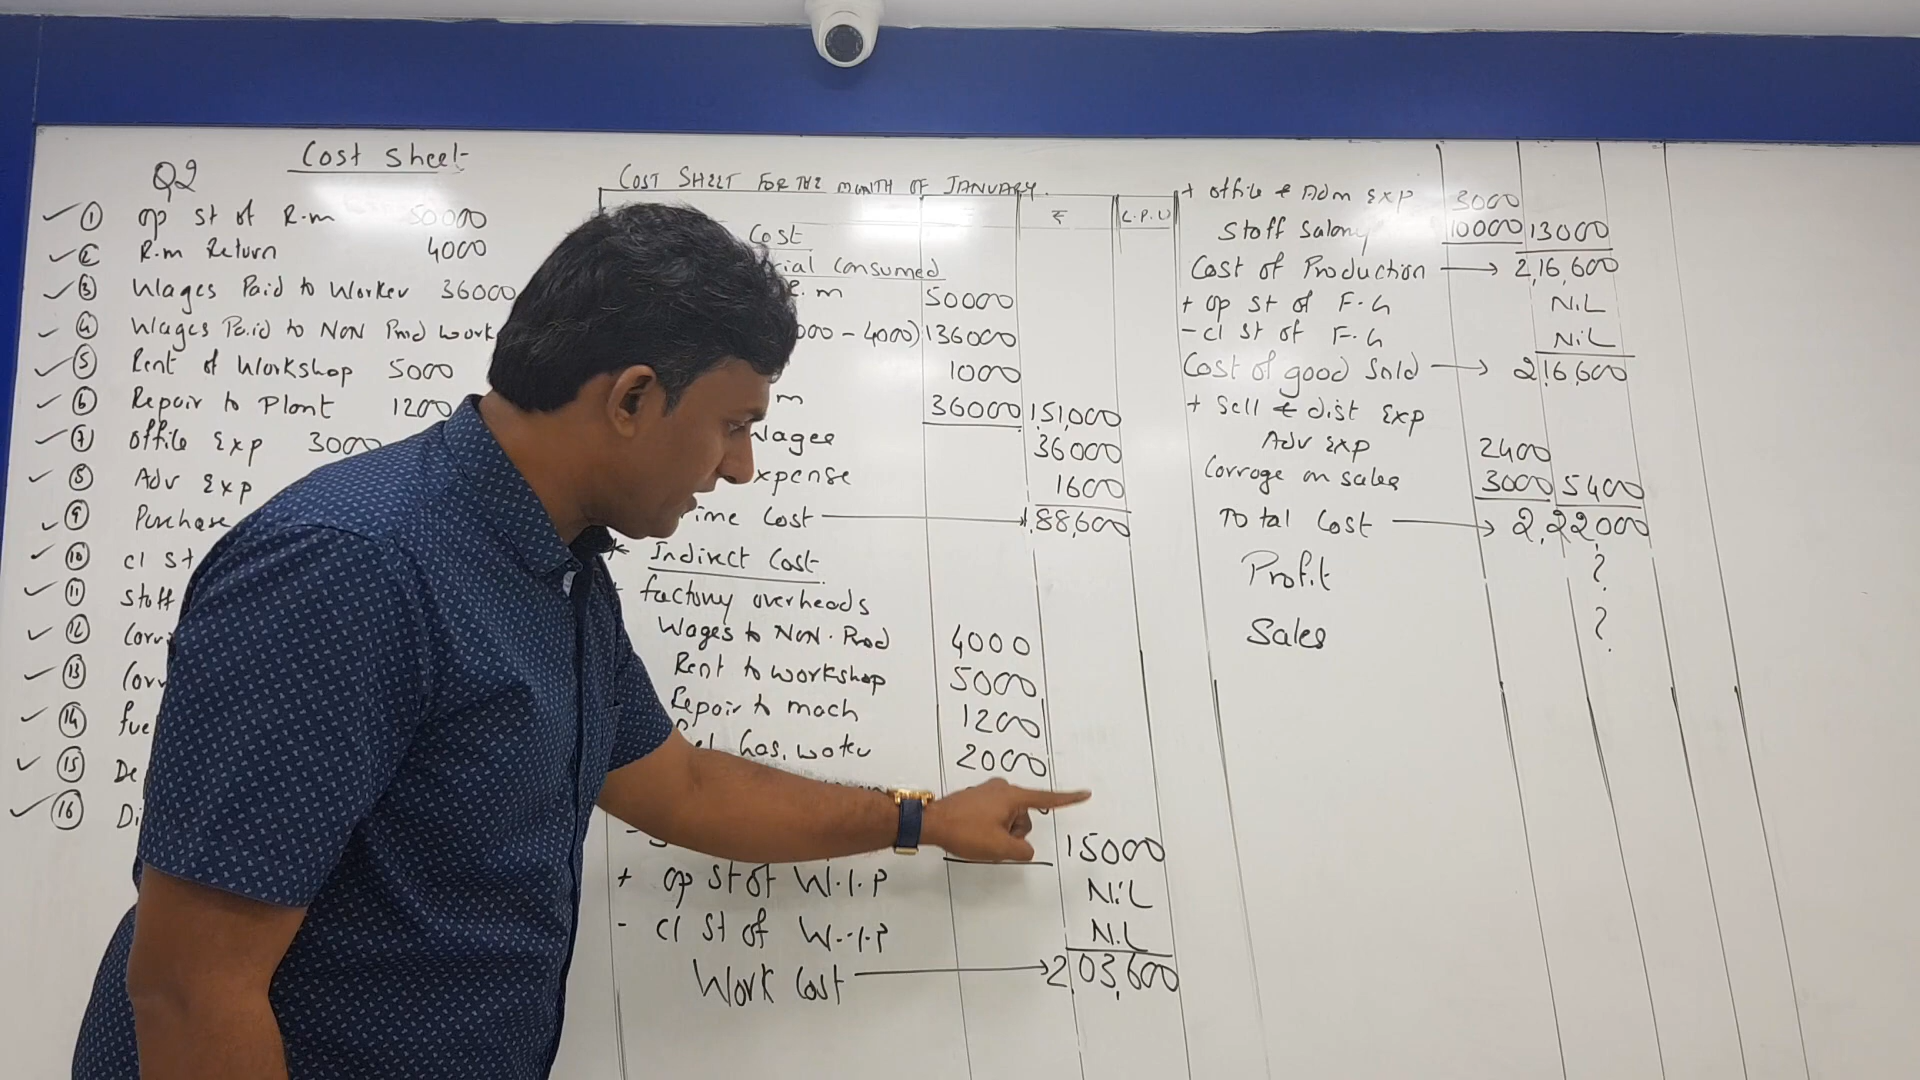 Cost Sheet
Q2
① op st of R.m 50000
② R.m Return 4000
③ Wages Paid to Worker 36000
④ Wages Paid to NON Prod work
⑤ Rent of Workshop 5000
⑥ Repair to Plant 1200
⑦ office Exp 3000
⑧ Adv Exp
⑨ Purchase
⑩ cl st
⑪ Staff
⑫
⑬
⑭ fue
⑮ De
⑯ Di
COST SHEET FOR THE MONTH OF JANUARY.
₹ C.P.U
Cost
rial Consumed
R.m 50000
000 - 4000) 136000
1000
m 36000 1,51,000
Wages 36000
xpense 1600
rime Cost → 1,88,600
* Indirect Cost
+ factory overheads
Wages to NON. Prod 4000
Rent to workshop 5000
Repair to mach 1200
Gas, water 2000
15000
+ op st of W.I.P NiL
- cl st of W.I.P NiL
Work Cost → 2,03,600
+ office & Adm Exp 3000
Staff Salary 10000 13000
Cost of Production → 2,16,600
+ op st of F.G NiL
- cl st of F.G NiL
Cost of good Sold → 2,16,600
+ Sell & dist Exp
Adv Exp 2400
Carrage on sales 3000 5400
Total Cost → 2,22,000
Profit ?
Sales ?